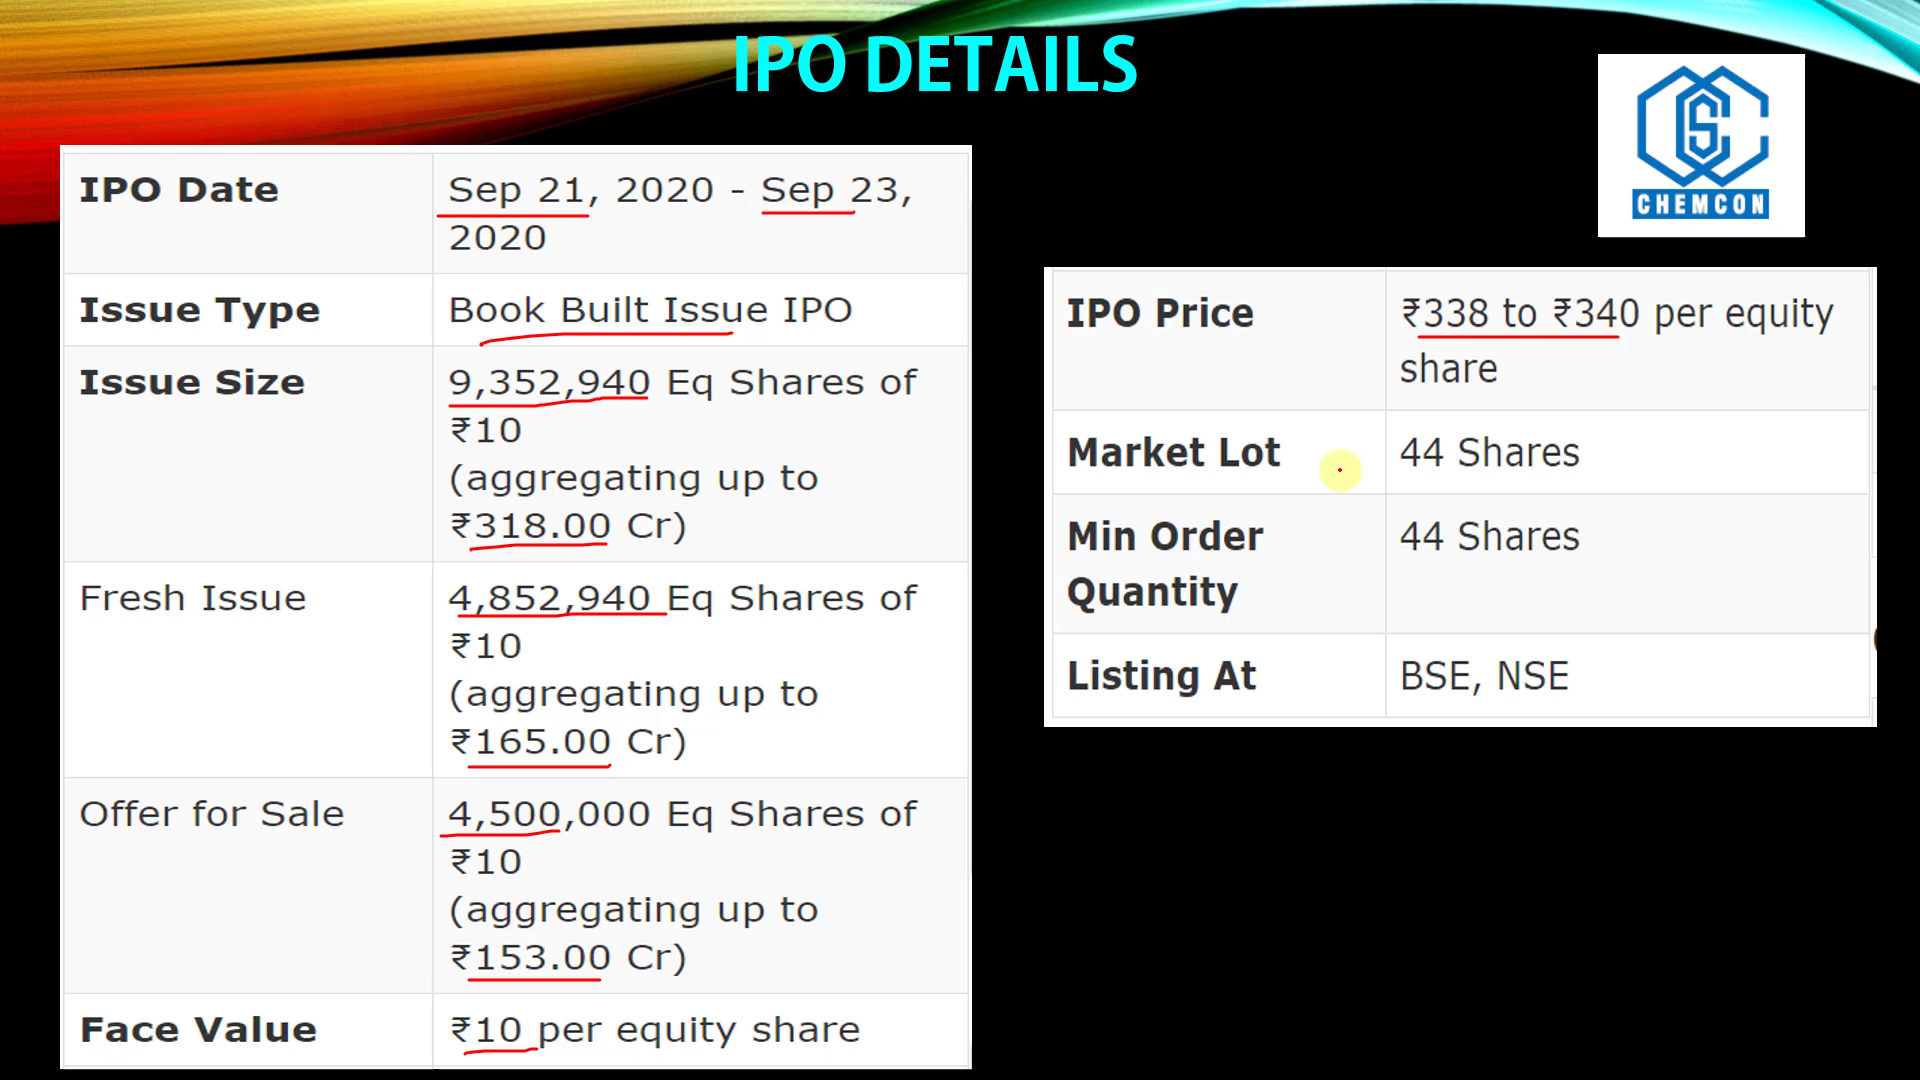 IPO DETAILS
CHEMCON
IPO Date
Sep 21, 2020 - Sep 23,
2020
Issue Type
Book Built Issue IPO
Issue Size
9,352,940 Eq Shares of
₹10
(aggregating up to
₹318.00 Cr)
Fresh Issue
4,852,940 Eq Shares of
₹10
(aggregating up to
₹165.00 Cr)
Offer for Sale
4,500,000 Eq Shares of
₹10
(aggregating up to
₹153.00 Cr)
Face Value
₹10 per equity share
IPO Price
₹338 to ₹340 per equity
share
Market Lot
44 Shares
Min Order
Quantity
44 Shares
Listing At
BSE, NSE